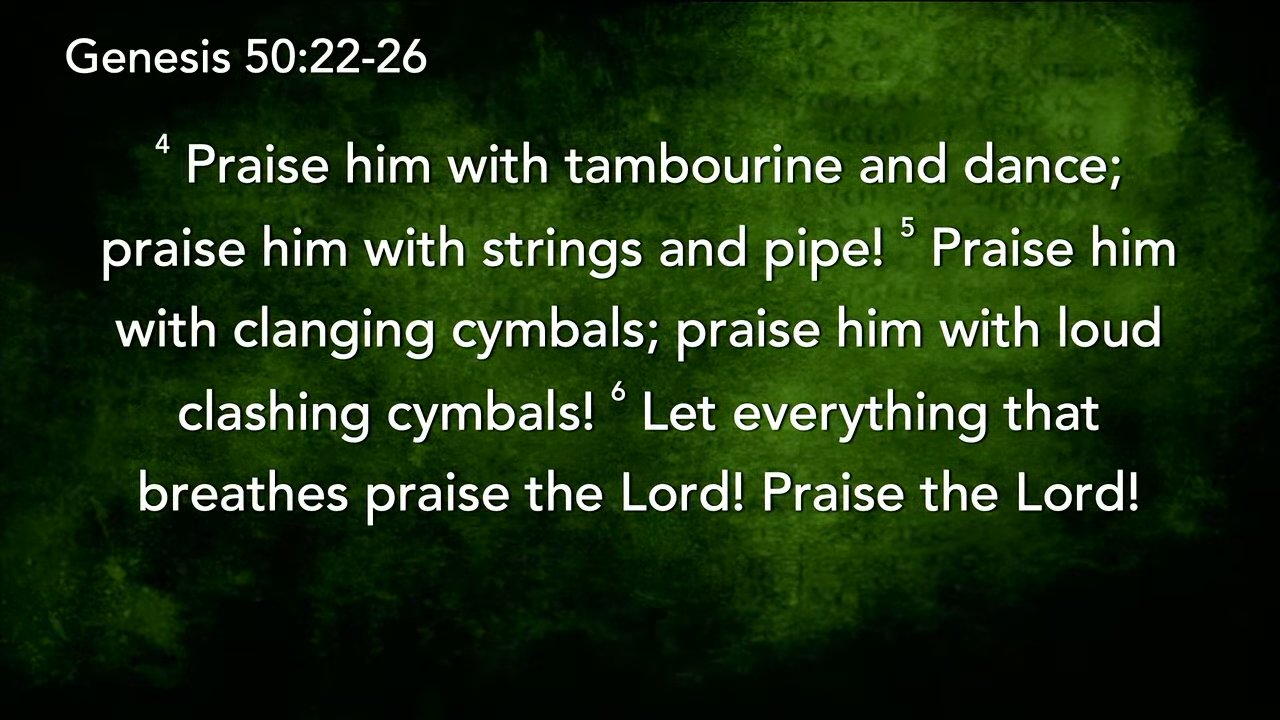 Genesis 50:22-26
4 Praise him with tambourine and dance;
praise him with strings and pipe! 5 Praise him
with clanging cymbals; praise him with loud
clashing cymbals! 6 Let everything that
breathes praise the Lord! Praise the Lord!